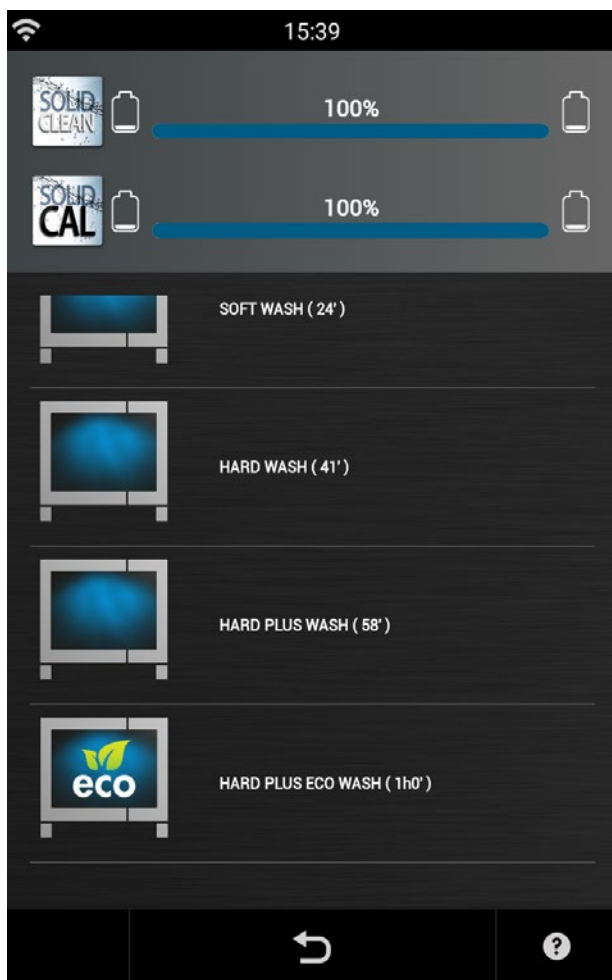 15:39
SOLID
CLEAN
100%
SOLID
CAL
100%
SOFT WASH ( 24' )
HARD WASH ( 41' )
HARD PLUS WASH ( 58' )
eco
HARD PLUS ECO WASH ( 1h0' )
?